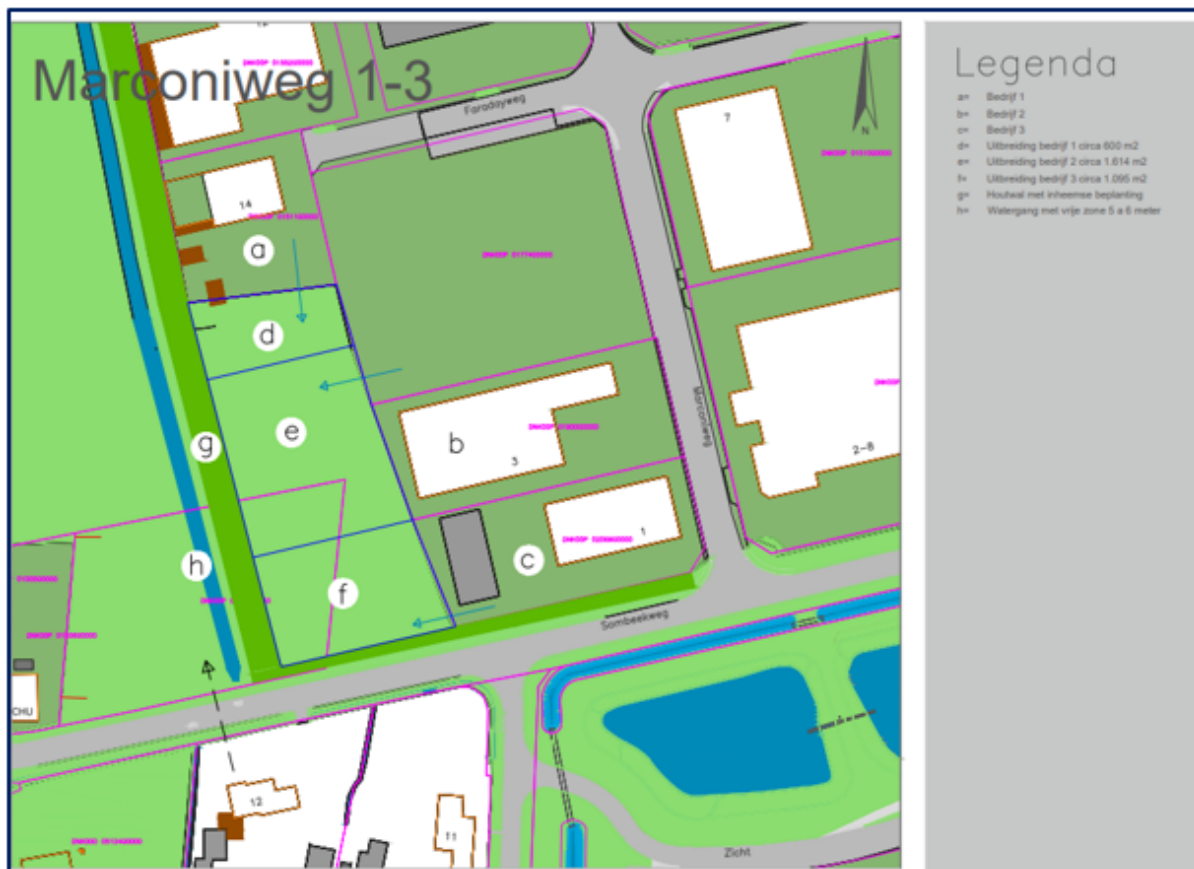 Marconiweg 1-3
Legenda
a= Bedrijf 1
b= Bedrijf 2
c= Bedrijf 3
d= Uitbreiding bedrijf 1 circa 600 m2
e= Uitbreiding bedrijf 2 circa 1.614 m2
f= Uitbreiding bedrijf 3 circa 1.095 m2
g= Houtwal met inheemse beplanting
h= Watergang met vrije zone 5 a 6 meter
Faradayweg
N
7
14
a
d
e
g
b
3
Marconiweg
2-8
c
1
h
f
Sombeekweg
CHU
12
11
Zicht